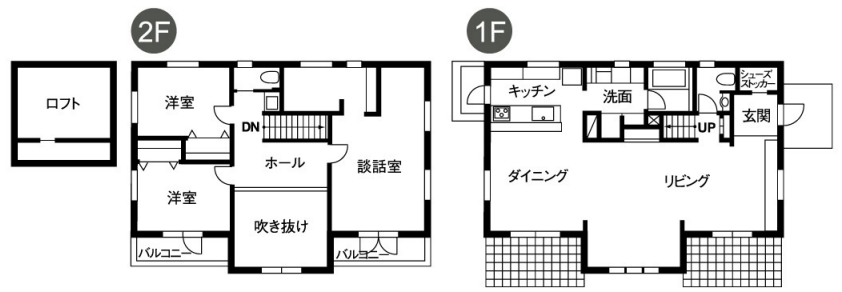 2F
1F
ロフト
洋室
DN
ホール
談話室
洋室
吹き抜け
バルコニー
バルコニー
キッチン
洗面
シューズ
ストッカー
玄関
UP
ダイニング
リビング